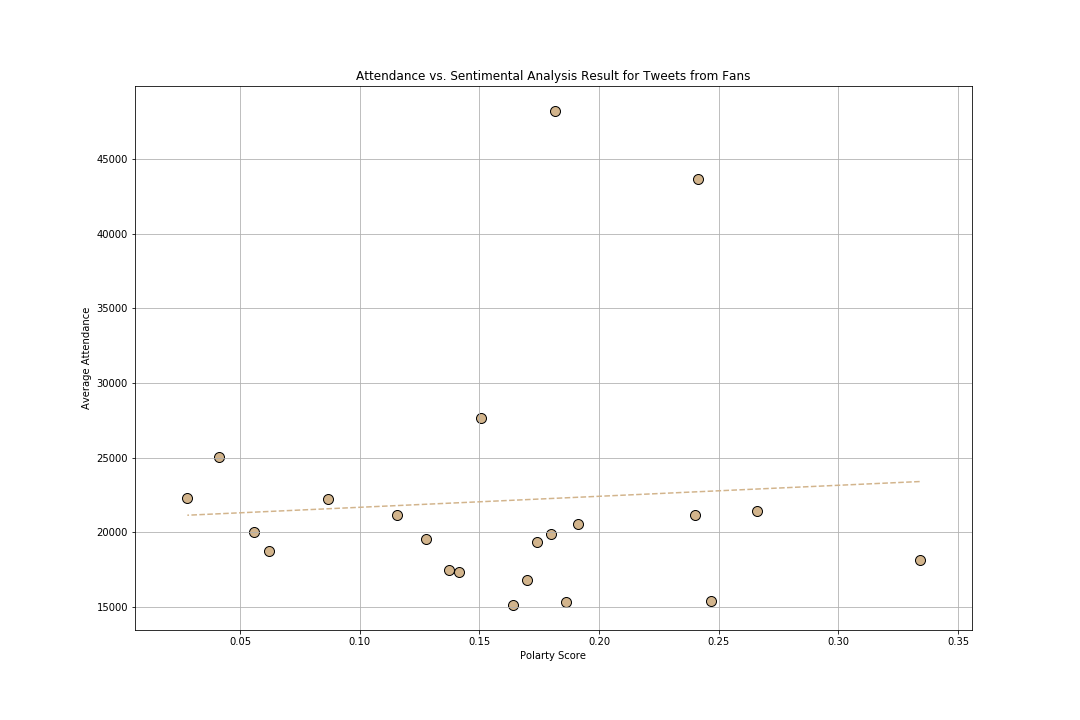 Attendance vs. Sentimental Analysis Result for Tweets from Fans
Average Attendance
45000
40000
35000
30000
25000
20000
15000
0.05 0.10 0.15 0.20 0.25 0.30 0.35
Polarty Score